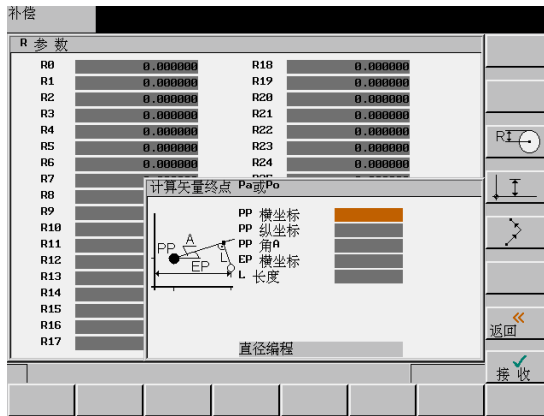 补偿
R 参 数
R0 0.000000 R18 0.000000
R1 0.000000 R19 0.000000
R2 0.000000 R20 0.000000
R3 0.000000 R21 0.000000
R4 0.000000 R22 0.000000
R5 0.000000 R23 0.000000
R6 0.000000 R24 0.000000
R7
R8
R9
R10
R11
R12
R13
R14
R15
R16
R17
计算矢量终点 Pa或Po
PP 横坐标
PP 纵坐标
PP 角A
EP 横坐标
L 长度
PP A EP L
直径编程
R
返回
接 收